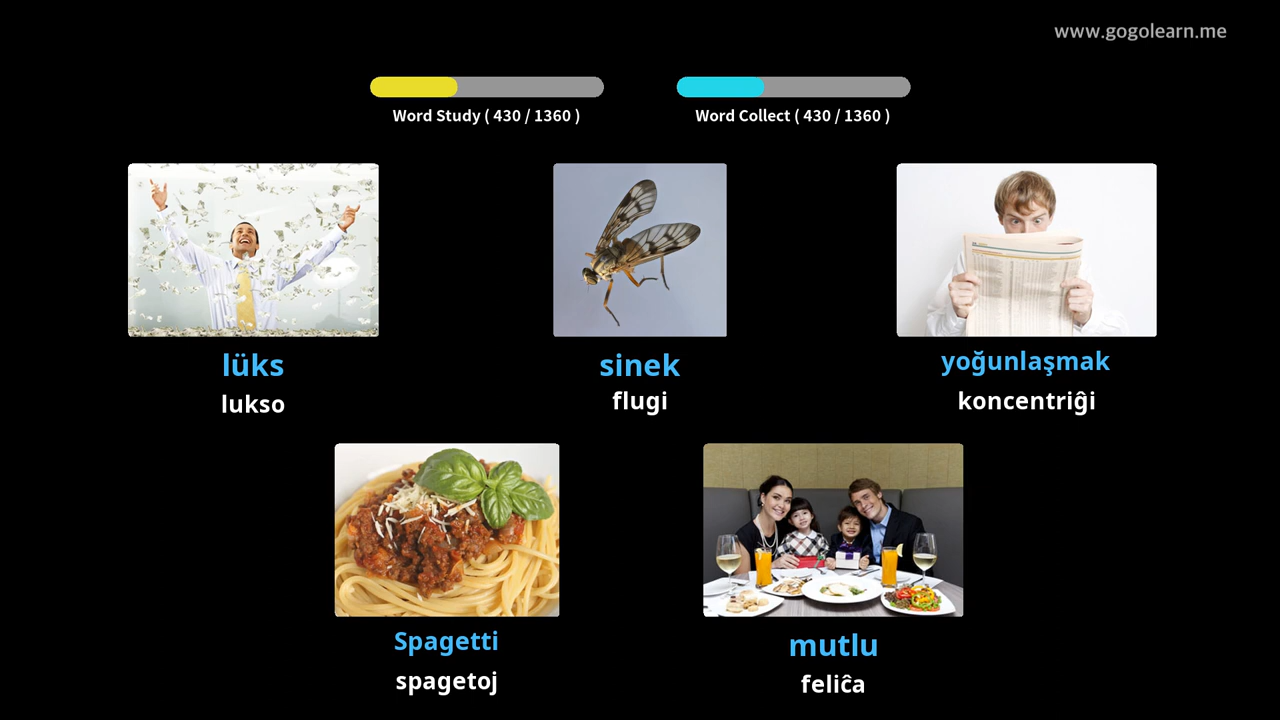 www.gogolearn.me
Word Study ( 430 / 1360 )
Word Collect ( 430 / 1360 )
lüks
lukso
sinek
flugi
yoğunlaşmak
koncentriĝi
Spagetti
spagetoj
mutlu
feliĉa